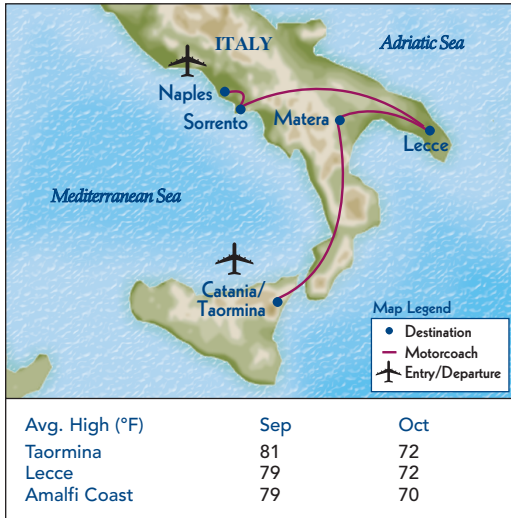 ITALY
Adriatic Sea
Naples
Sorrento
Matera
Lecce
Mediterranean Sea
Catania/
Taormina
Map Legend
Destination
Motorcoach
Entry/Departure
Avg. High (°F) Sep Oct
Taormina 81 72
Lecce 79 72
Amalfi Coast 79 70